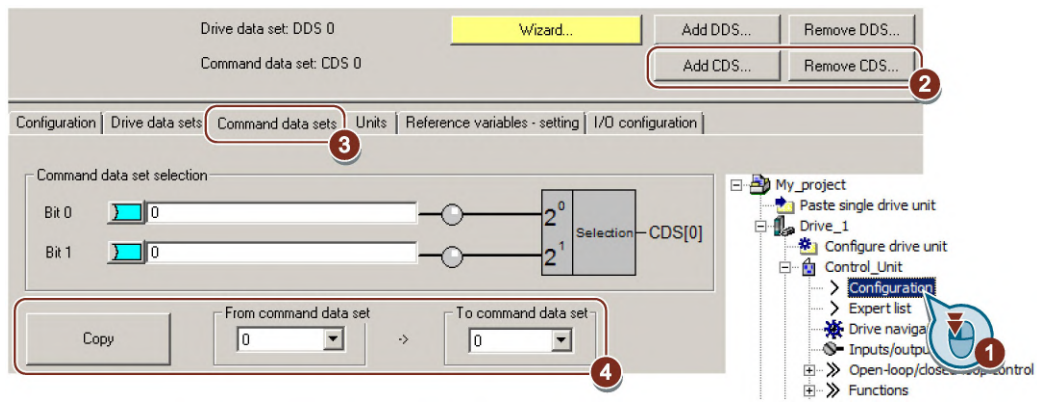 Drive data set: DDS 0
Wizard...
Add DDS...
Remove DDS...
Command data set: CDS 0
Add CDS...
Remove CDS...
2
Configuration
Drive data sets
Command data sets
Units
Reference variables - setting
I/O configuration
3
Command data set selection
Bit 0
0
2^0
Selection
CDS[0]
Bit 1
0
2^1
Copy
From command data set
0
->
To command data set
0
4
My_project
Paste single drive unit
Drive_1
Configure drive unit
Control_Unit
Configuration
Expert list
Drive
Inputs/
1
Open-loop/closed-loop control
Functions